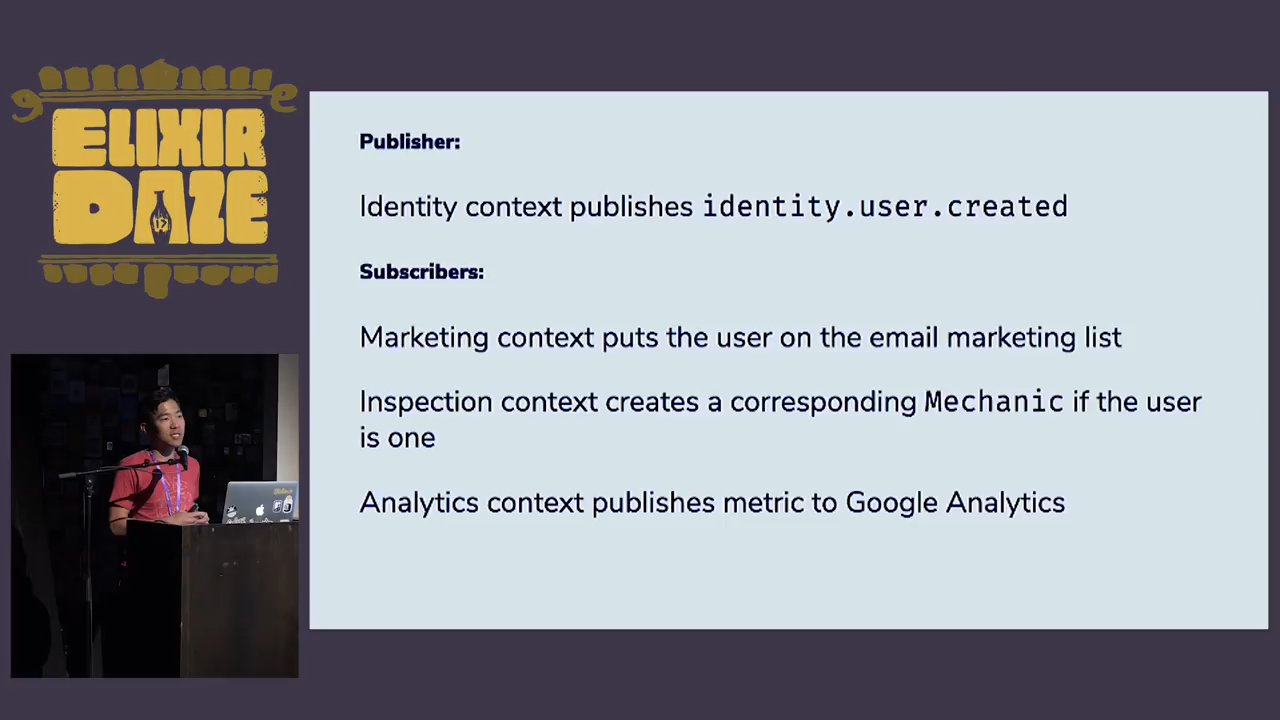 ELIXIR
DAZE
Publisher:
Identity context publishes identity.user.created
Subscribers:
Marketing context puts the user on the email marketing list
Inspection context creates a corresponding Mechanic if the user
is one
Analytics context publishes metric to Google Analytics